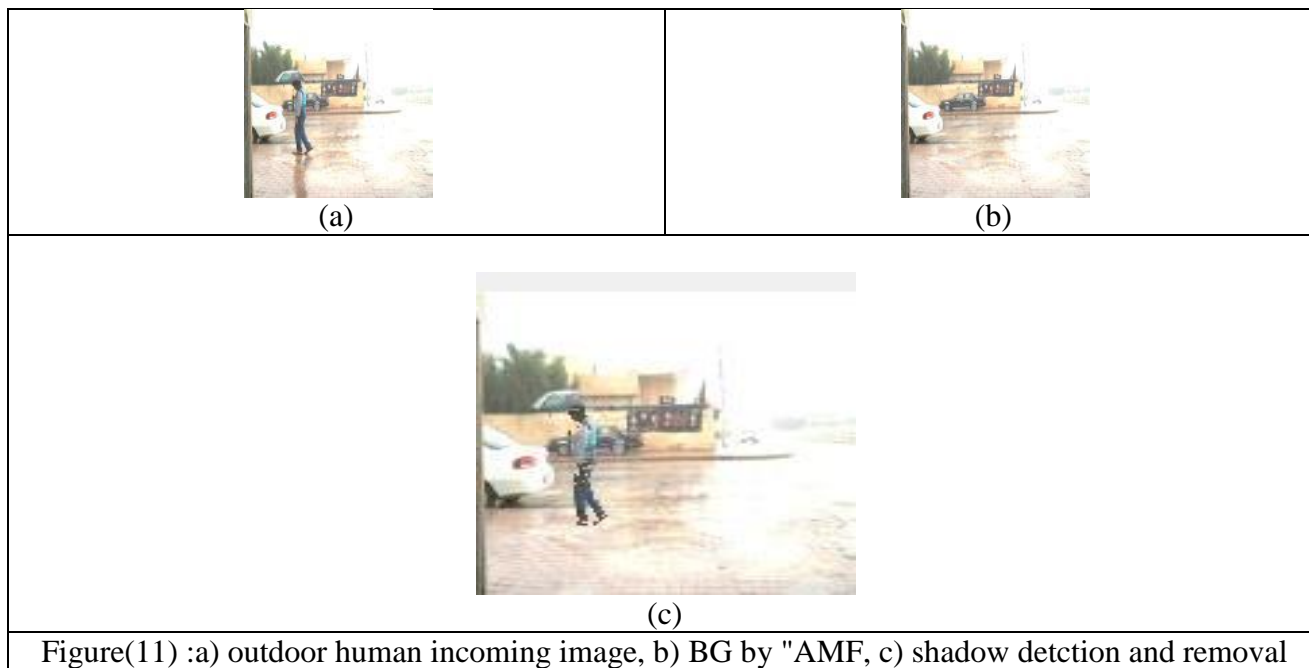 (a)
(b)
(c)
Figure(11) :a) outdoor human incoming image, b) BG by "AMF, c) shadow detction and removal